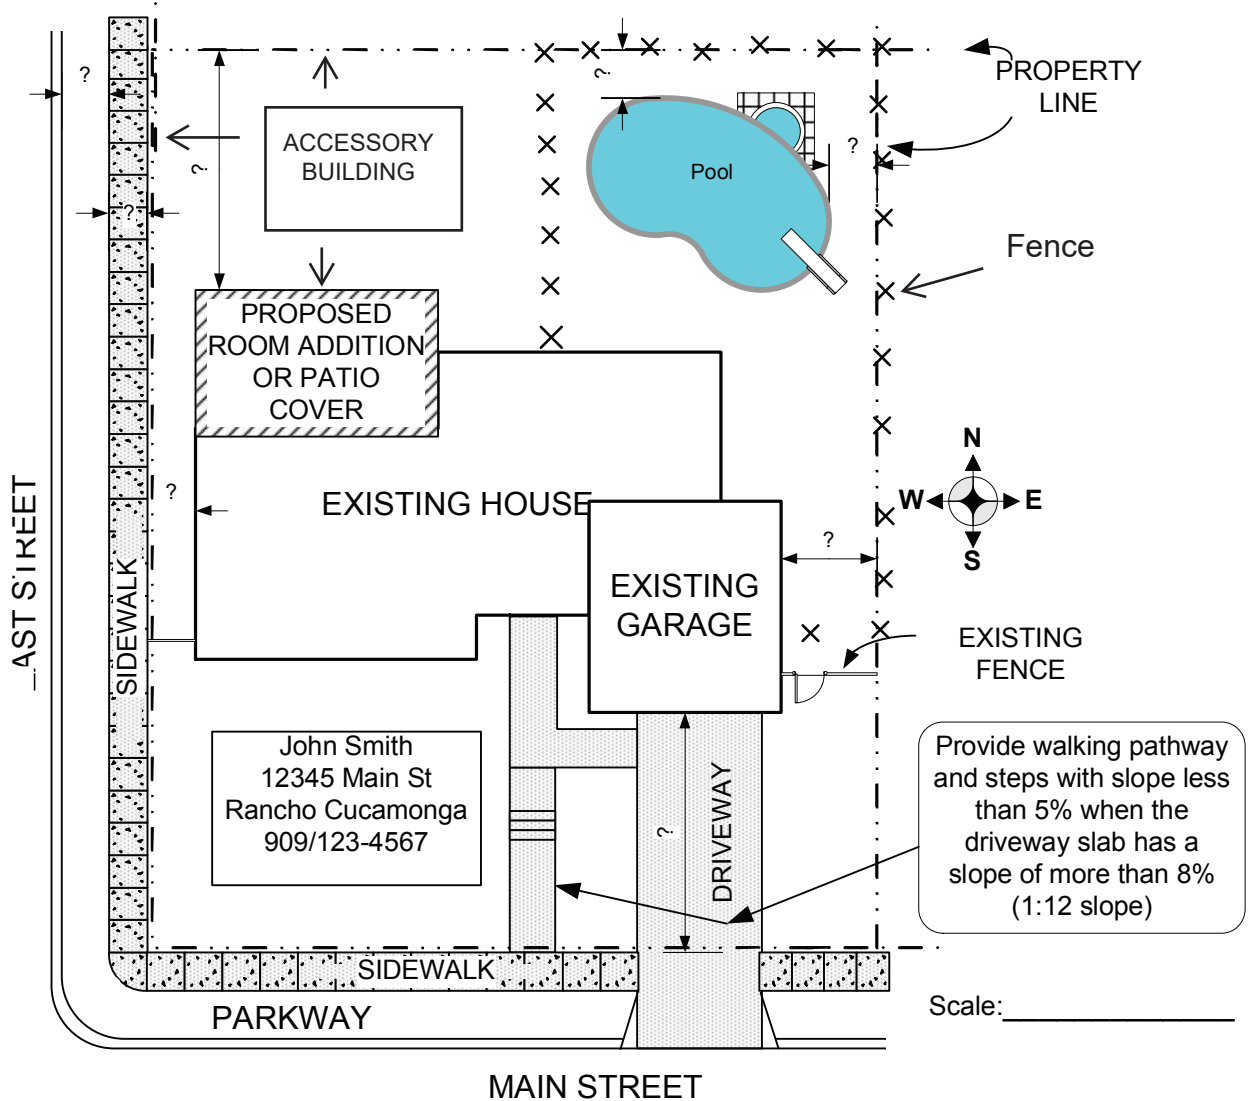 ?
PROPERTY
LINE
?
?
ACCESSORY
BUILDING
?
Pool
?
?
Fence
PROPOSED
ROOM ADDITION
OR PATIO
COVER
N
W
E
S
?
EXISTING HOUSE
?
EXISTING
GARAGE
EAST STREET
SIDEWALK
EXISTING
FENCE
John Smith
12345 Main St
Rancho Cucamonga
909/123-4567
?
DRIVEWAY
Provide walking pathway
and steps with slope less
than 5% when the
driveway slab has a
slope of more than 8%
(1:12 slope)
SIDEWALK
PARKWAY
Scale:
MAIN STREET